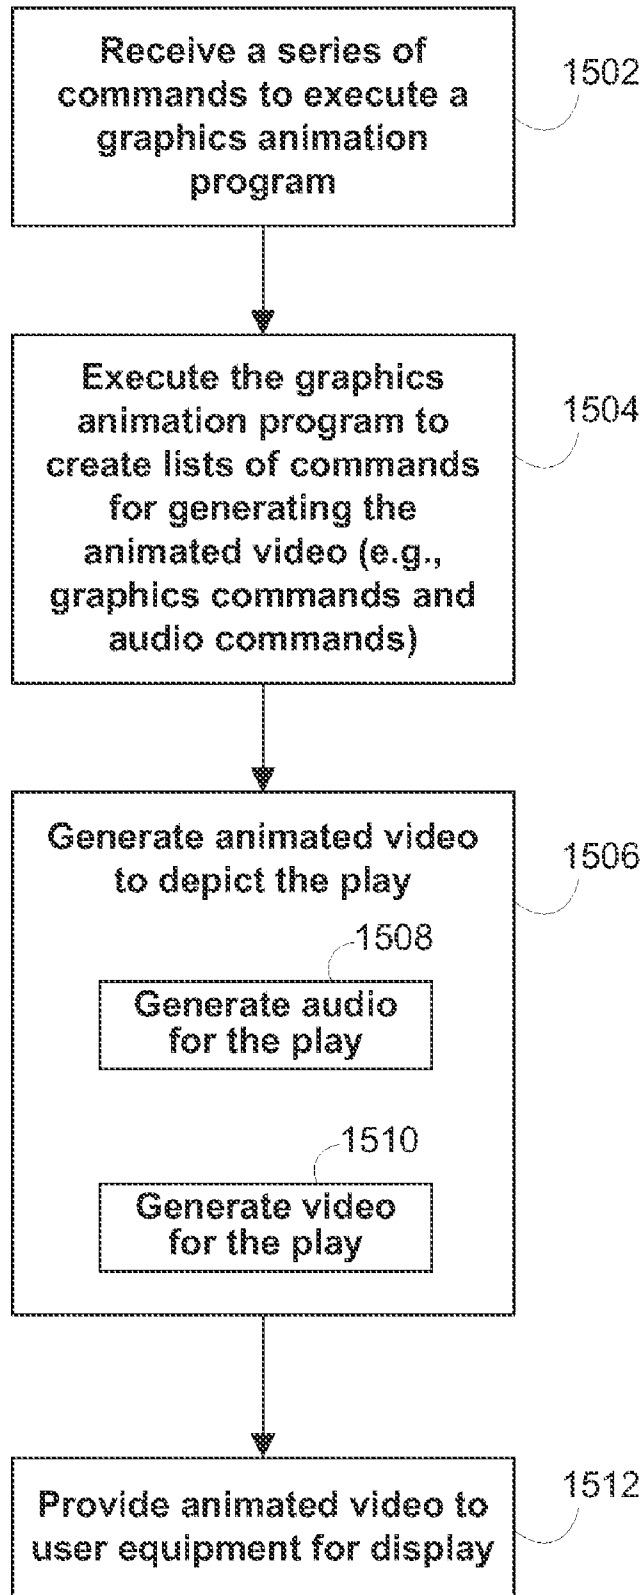 Receive a series of
commands to execute a
graphics animation
program
1502
Execute the graphics
animation program to
create lists of commands
for generating the
animated video (e.g.,
graphics commands and
audio commands)
1504
Generate animated video
to depict the play
1506
1508
Generate audio
for the play
1510
Generate video
for the play
Provide animated video to
user equipment for display
1512